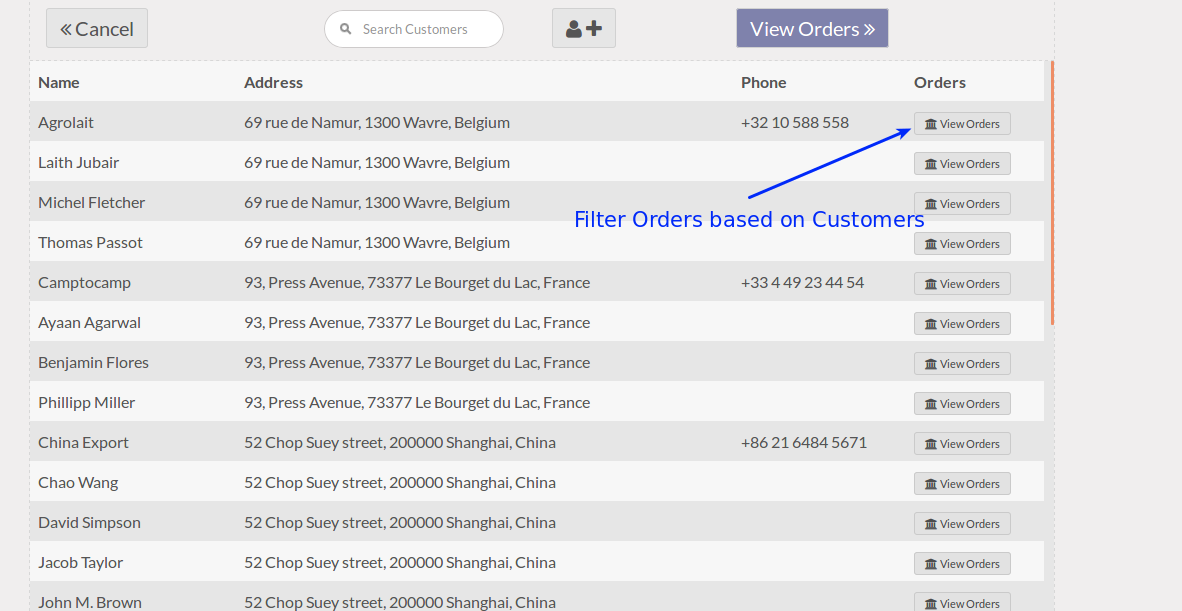 « Cancel Search Customers View Orders »
Name Address Phone Orders
Agrolait 69 rue de Namur, 1300 Wavre, Belgium +32 10 588 558 View Orders
Laith Jubair 69 rue de Namur, 1300 Wavre, Belgium View Orders
Michel Fletcher 69 rue de Namur, 1300 Wavre, Belgium View Orders
Filter Orders based on Customers
Thomas Passot 69 rue de Namur, 1300 Wavre, Belgium View Orders
Camptocamp 93, Press Avenue, 73377 Le Bourget du Lac, France +33 4 49 23 44 54 View Orders
Ayaan Agarwal 93, Press Avenue, 73377 Le Bourget du Lac, France View Orders
Benjamin Flores 93, Press Avenue, 73377 Le Bourget du Lac, France View Orders
Phillipp Miller 93, Press Avenue, 73377 Le Bourget du Lac, France View Orders
China Export 52 Chop Suey street, 200000 Shanghai, China +86 21 6484 5671 View Orders
Chao Wang 52 Chop Suey street, 200000 Shanghai, China View Orders
David Simpson 52 Chop Suey street, 200000 Shanghai, China View Orders
Jacob Taylor 52 Chop Suey street, 200000 Shanghai, China View Orders
John M. Brown 52 Chop Suey street, 200000 Shanghai, China View Orders